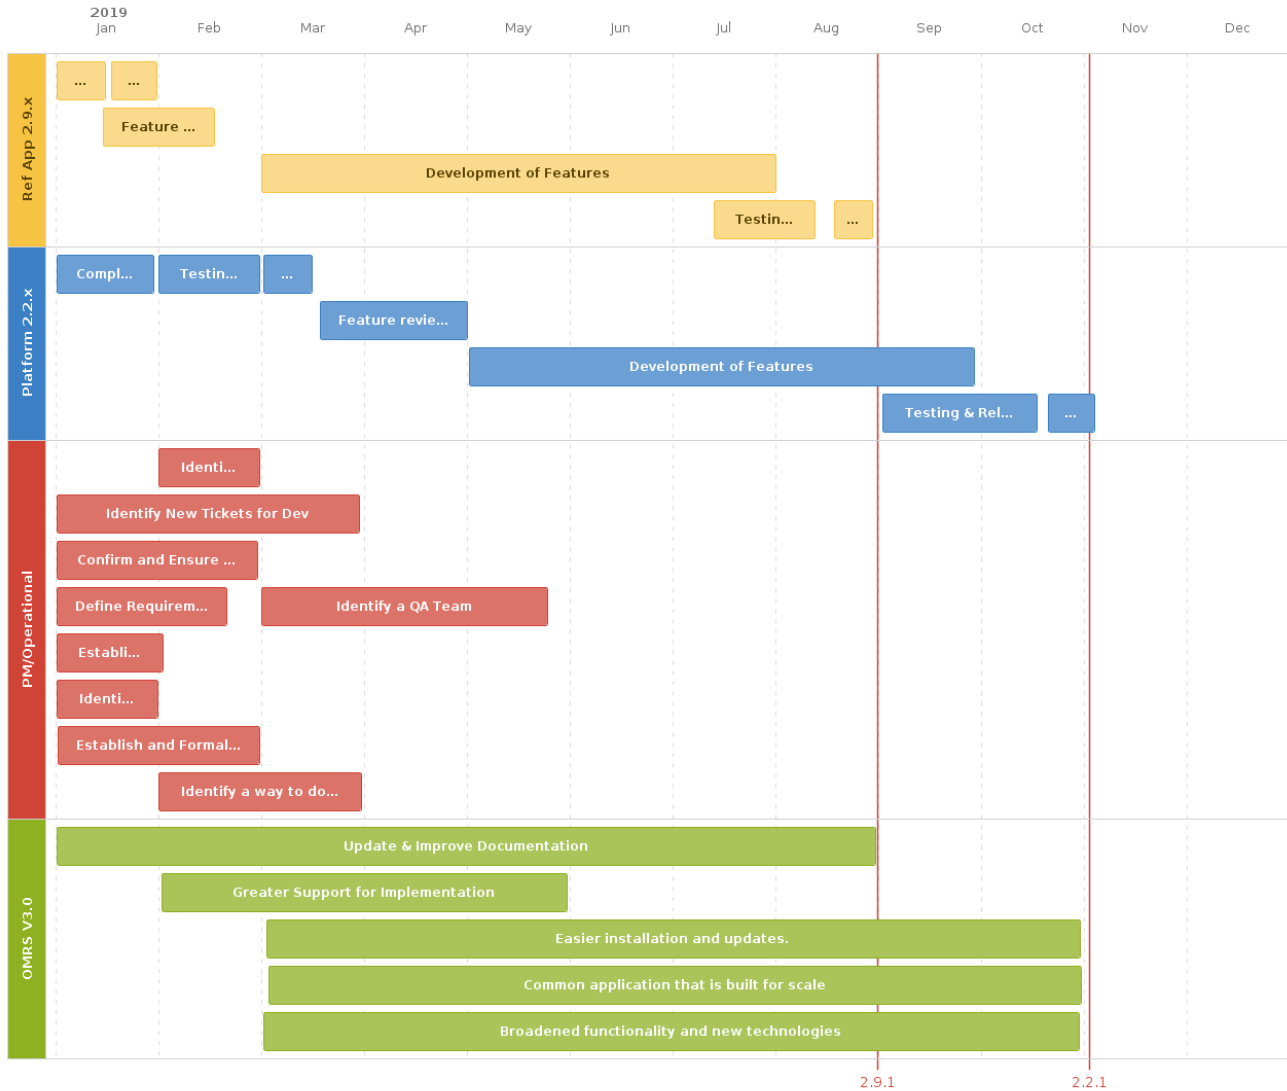 2019
Jan Feb Mar Apr May Jun Jul Aug Sep Oct Nov Dec
Ref App 2.9.x
... ...
Feature ...
Development of Features
Testin... ...
Platform 2.2.x
Compl... Testin... ...
Feature revie...
Development of Features
Testing & Rel... ...
PM/Operational
Identi...
Identify New Tickets for Dev
Confirm and Ensure ...
Define Requirem... Identify a QA Team
Establi...
Identi...
Establish and Formal...
Identify a way to do...
OMRS V3.0
Update & Improve Documentation
Greater Support for Implementation
Easier installation and updates.
Common application that is built for scale
Broadened functionality and new technologies
2.9.1 2.2.1